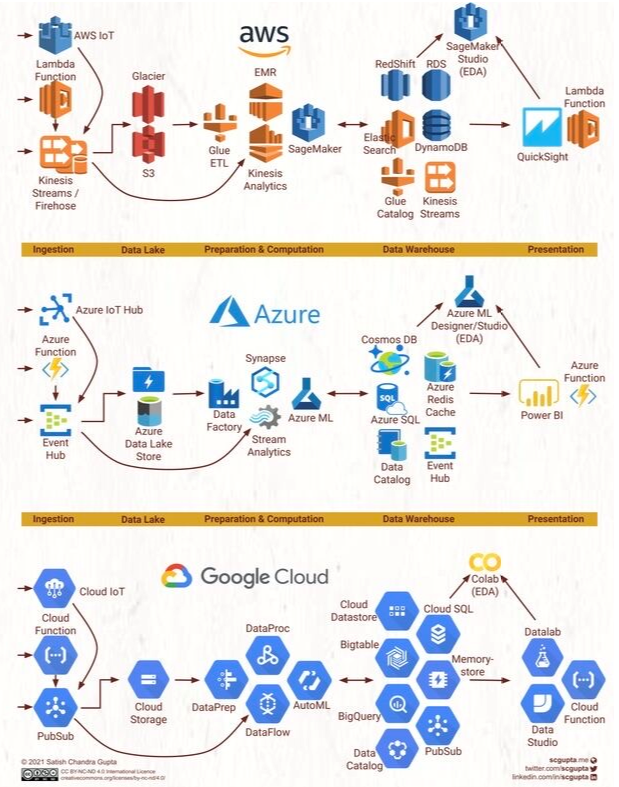 AWS IoT
aws
SageMaker
Studio
(EDA)
Lambda
Function
Glacier
EMR
RedShift
RDS
Lambda
Function
Glue
ETL
SageMaker
Elastic
Search
DynamoDB
QuickSight
S3
Kinesis
Analytics
Kinesis
Streams /
Firehose
Glue
Catalog
Kinesis
Streams
Ingestion
Data Lake
Preparation & Computation
Data Warehouse
Presentation
Azure IoT Hub
Azure
Azure ML
Designer/Studio
(EDA)
Azure
Function
Cosmos DB
Synapse
Azure
Function
SQL
Azure
Redis
Cache
Data
Factory
Azure ML
Azure SQL
Power BI
Event
Hub
Azure
Data Lake
Store
Stream
Analytics
Data
Catalog
Event
Hub
Ingestion
Data Lake
Preparation & Computation
Data Warehouse
Presentation
Google Cloud
Colab
(EDA)
Cloud IoT
Cloud
Datastore
Cloud SQL
Cloud
Function
DataProc
Datalab
Bigtable
Memory-
store
PubSub
Cloud
Storage
DataPrep
AutoML
DataFlow
BigQuery
Data
Studio
Cloud
Function
Data
Catalog
PubSub
© 2021 Satish Chandra Gupta
CC BY-NC-ND 4.0 International Licence
creativecommons.org/licenses/by-nc-nd/4.0/
scgupta.me
twitter.com/scgupta
linkedin.com/in/scgupta